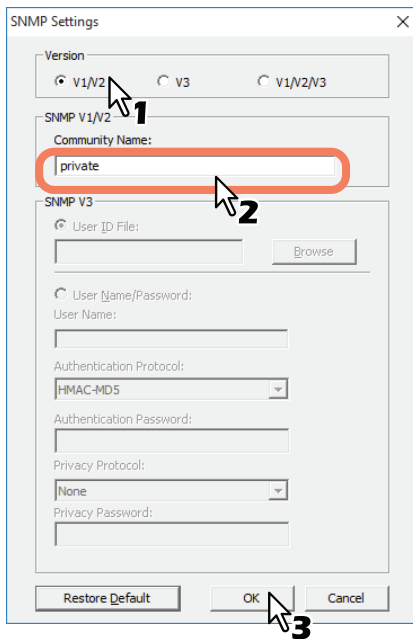 SNMP Settings
Version
V1/V2 V3 V1/V2/V3
1
SNMP V1/V2
Community Name:
private
2
SNMP V3
User ID File:
Browse
User Name/Password:
User Name:
Authentication Protocol:
HMAC-MD5
Authentication Password:
Privacy Protocol:
None
Privacy Password:
Restore Default OK Cancel
3